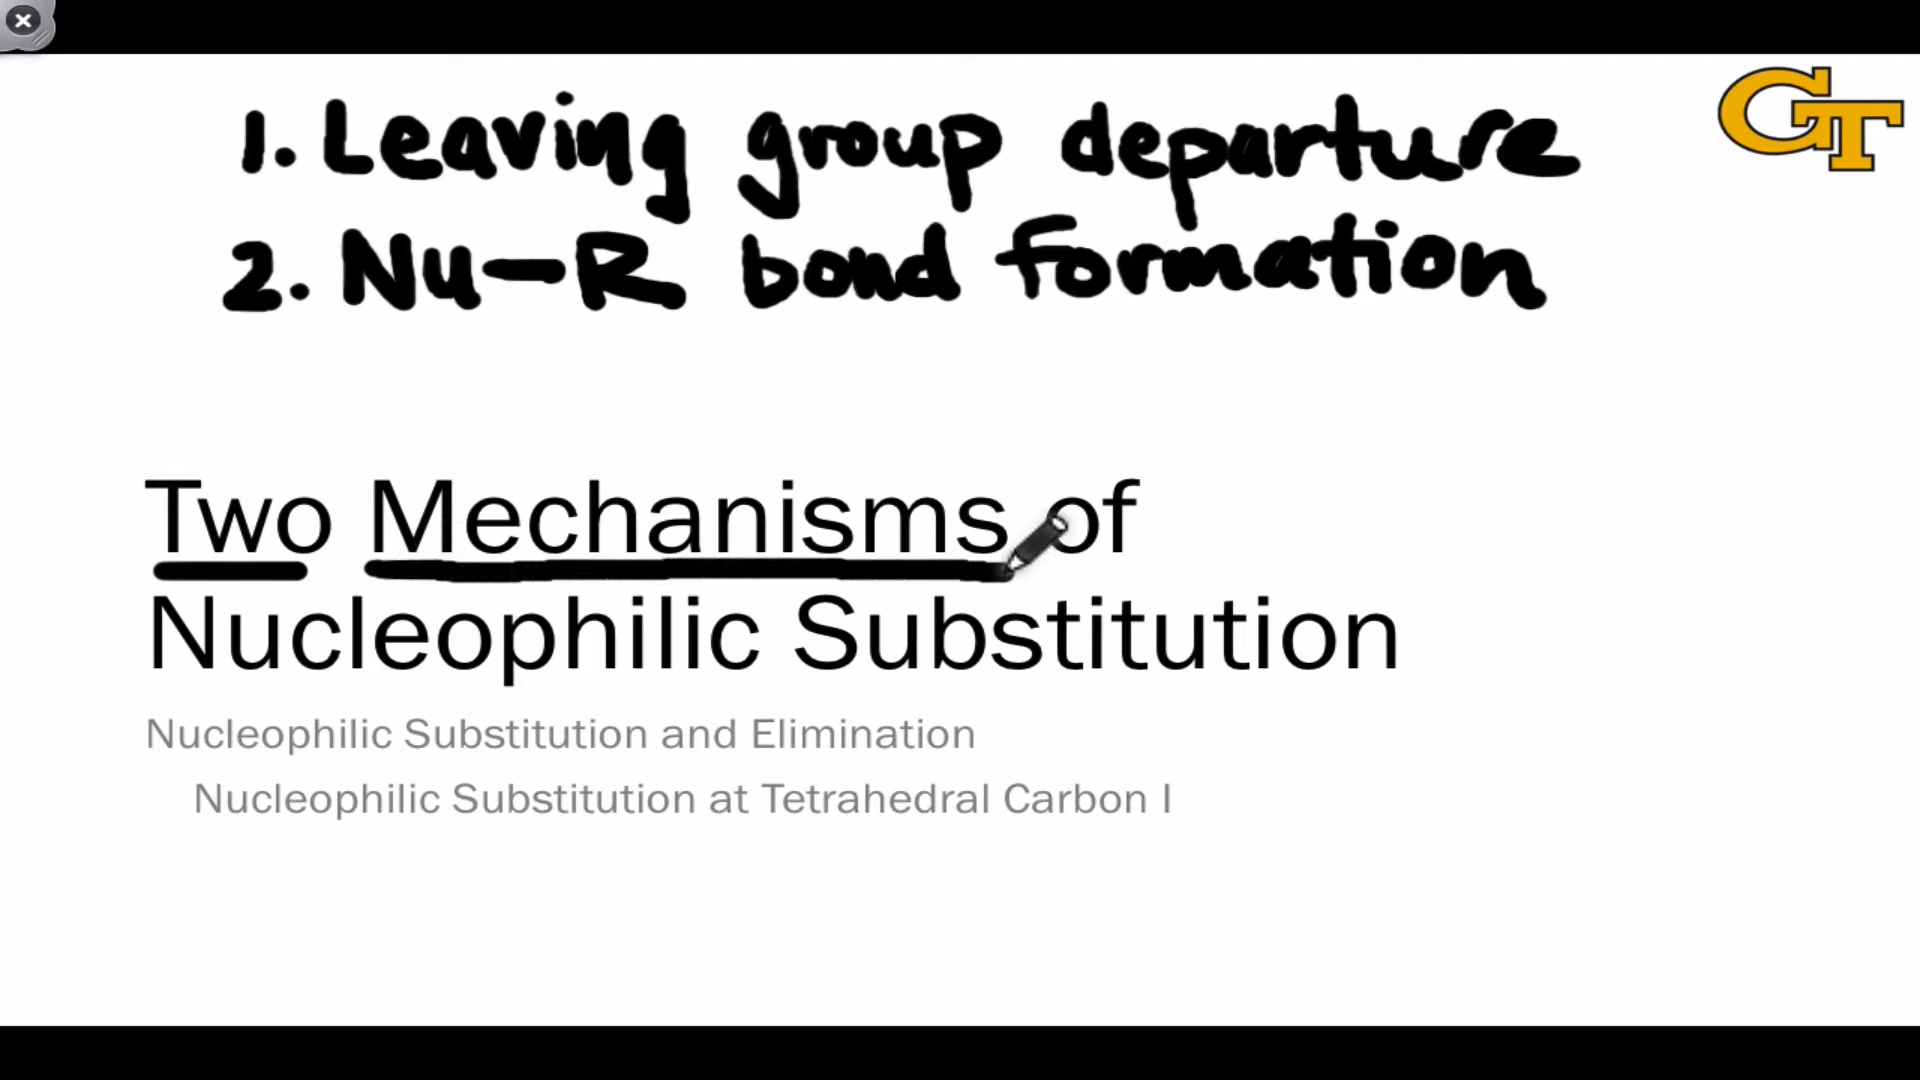 GT
1. Leaving group departure
2. Nu—R bond formation
Two Mechanisms of
Nucleophilic Substitution
Nucleophilic Substitution and Elimination
Nucleophilic Substitution at Tetrahedral Carbon I